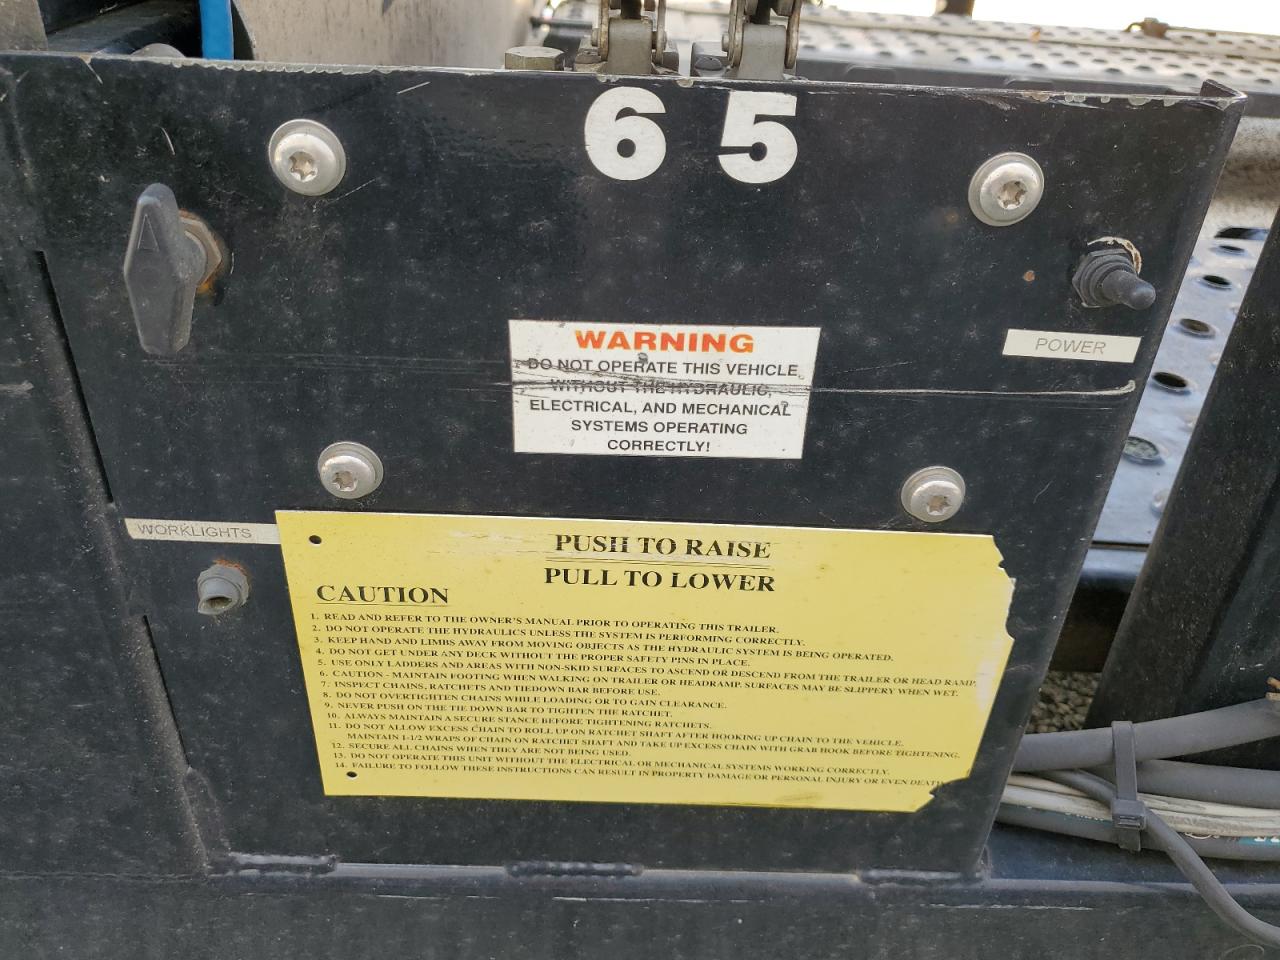 6 5
POWER
WARNING
DO NOT OPERATE THIS VEHICLE
WITHOUT THE HYDRAULIC,
ELECTRICAL, AND MECHANICAL
SYSTEMS OPERATING
CORRECTLY!
WORKLIGHTS
PUSH TO RAISE
PULL TO LOWER
CAUTION
1. READ AND REFER TO THE OWNER'S MANUAL PRIOR TO OPERATING THIS TRAILER.
2. DO NOT OPERATE THE HYDRAULICS UNLESS THE SYSTEM IS PERFORMING CORRECTLY.
3. KEEP HAND AND LIMBS AWAY FROM MOVING OBJECTS AS THE HYDRAULIC SYSTEM IS BEING OPERATED.
4. DO NOT GET UNDER ANY DECK WITHOUT THE PROPER SAFETY PINS IN PLACE.
5. USE ONLY LADDERS AND AREAS WITH NON-SKID SURFACES TO ASCEND OR DESCEND FROM THE TRAILER OR HEAD RAMP.
6. CAUTION - MAINTAIN FOOTING WHEN WALKING ON TRAILER OR HEADRAMP. SURFACES MAY BE SLIPPERY WHEN WET.
7. INSPECT CHAINS, RATCHETS AND TIEDOWN BAR BEFORE USE.
8. DO NOT OVERTIGHTEN CHAINS WHILE LOADING OR TO GAIN CLEARANCE.
9. NEVER PUSH ON THE TIE DOWN BAR TO TIGHTEN THE RATCHET.
10. ALWAYS MAINTAIN A SECURE STANCE BEFORE TIGHTENING RATCHETS.
11. DO NOT ALLOW EXCESS CHAIN TO ROLL UP ON RATCHET SHAFT AFTER HOOKING UP CHAIN TO THE VEHICLE.
MAINTAIN 1-1/2 WRAPS OF CHAIN ON RATCHET SHAFT AND TAKE UP EXCESS CHAIN WITH GRAB HOOK BEFORE TIGHTENING.
12. SECURE ALL CHAINS WHEN THEY ARE NOT BEING USED.
13. DO NOT OPERATE THIS UNIT WITHOUT THE ELECTRICAL OR MECHANICAL SYSTEMS WORKING CORRECTLY.
14. FAILURE TO FOLLOW THESE INSTRUCTIONS CAN RESULT IN PROPERTY DAMAGE OR PERSONAL INJURY OR EVEN DEATH